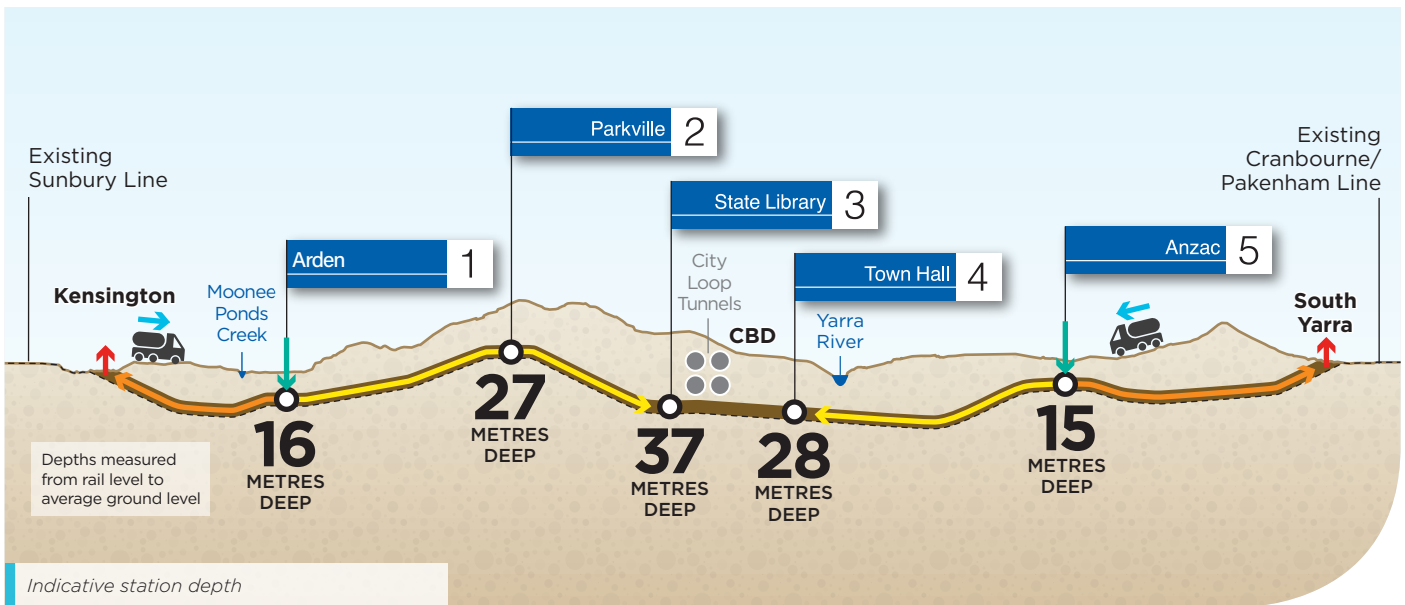 Existing
Sunbury Line
Kensington
Moonee
Ponds
Creek
Arden 1
16
METRES
DEEP
Parkville 2
27
METRES
DEEP
State Library 3
37
METRES
DEEP
City
Loop
Tunnels
CBD
Town Hall 4
28
METRES
DEEP
Yarra
River
Anzac 5
15
METRES
DEEP
South
Yarra
Existing
Cranbourne/
Pakenham Line
Depths measured
from rail level to
average ground level
Indicative station depth